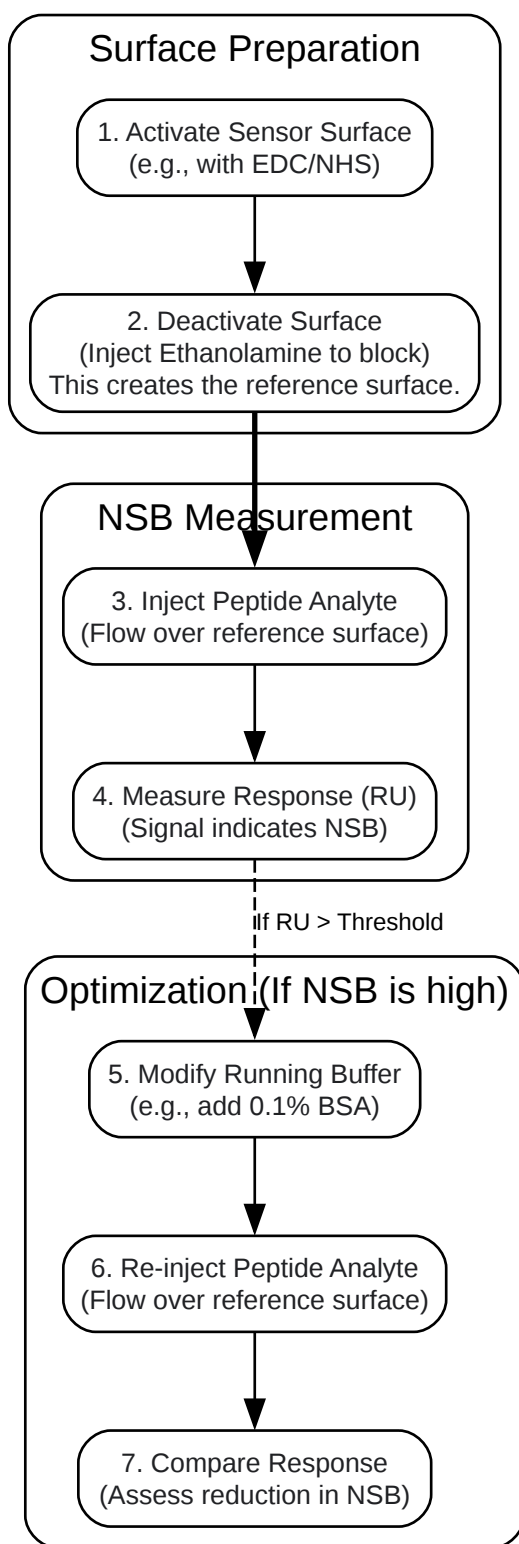 Surface Preparation
1. Activate Sensor Surface
(e.g., with EDC/NHS)
2. Deactivate Surface
(Inject Ethanolamine to block)
This creates the reference surface.
NSB Measurement
3. Inject Peptide Analyte
(Flow over reference surface)
4. Measure Response (RU)
(Signal indicates NSB)
If RU > Threshold
Optimization (If NSB is high)
5. Modify Running Buffer
(e.g., add 0.1% BSA)
6. Re-inject Peptide Analyte
(Flow over reference surface)
7. Compare Response
(Assess reduction in NSB)